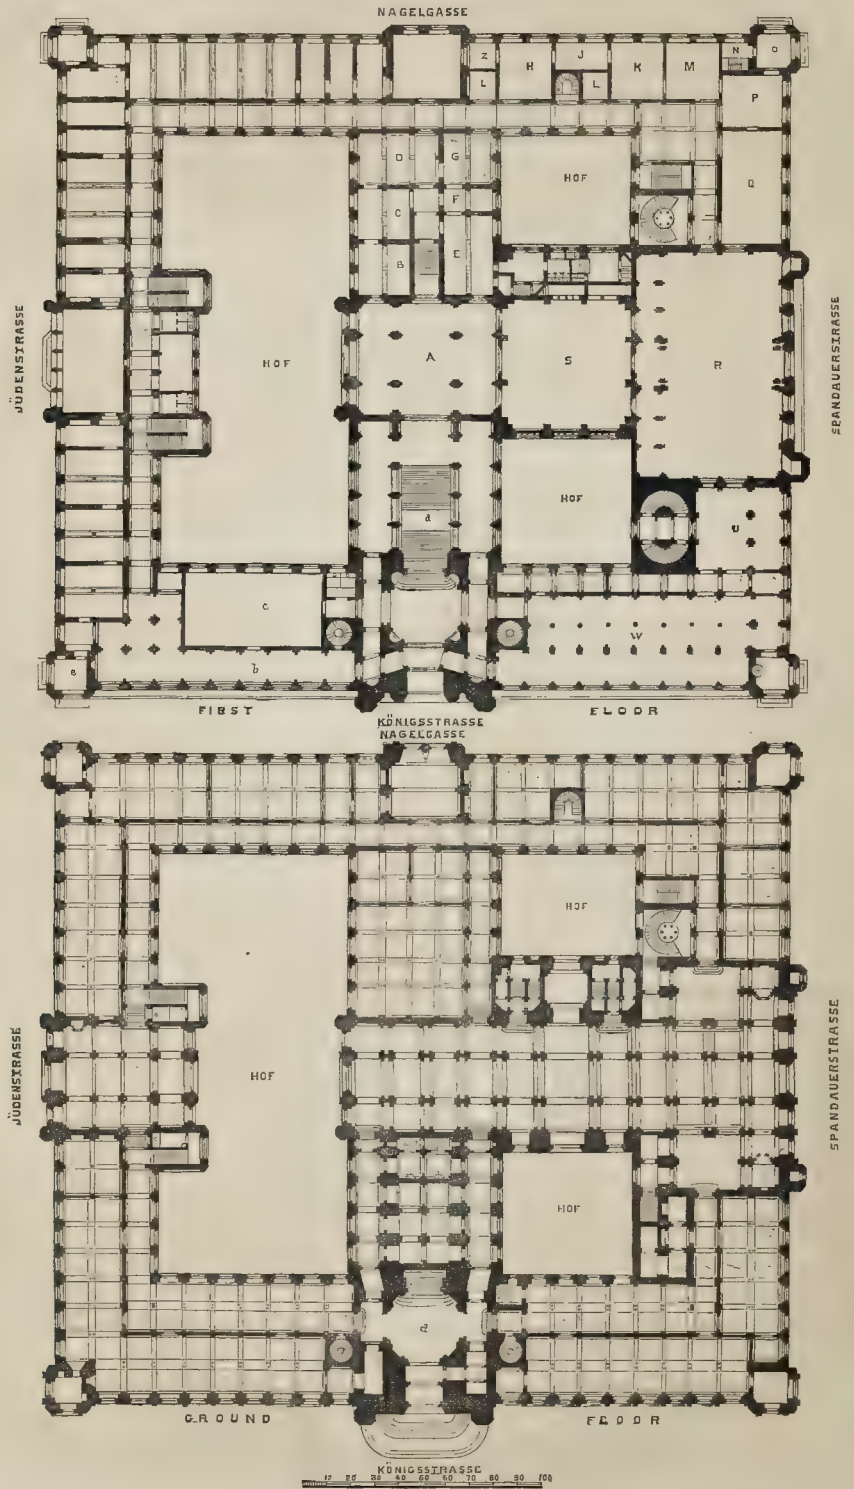 NAGELGASSE
Z H J K M N O
L L P
D G HOF Q
C F
B E
JÜDENSTRASSE
SPANDAUERSTRASSE
HOF A S R
d HOF U
c W
e b
FIRST FLOOR
KÖNIGSSTRASSE
NAGELGASSE
HOF
JÜDENSTRASSE
SPANDAUERSTRASSE
HOF
HOF
d
GROUND FLOOR
KÖNIGSSTRASSE
10 20 30 40 50 60 70 80 90 100